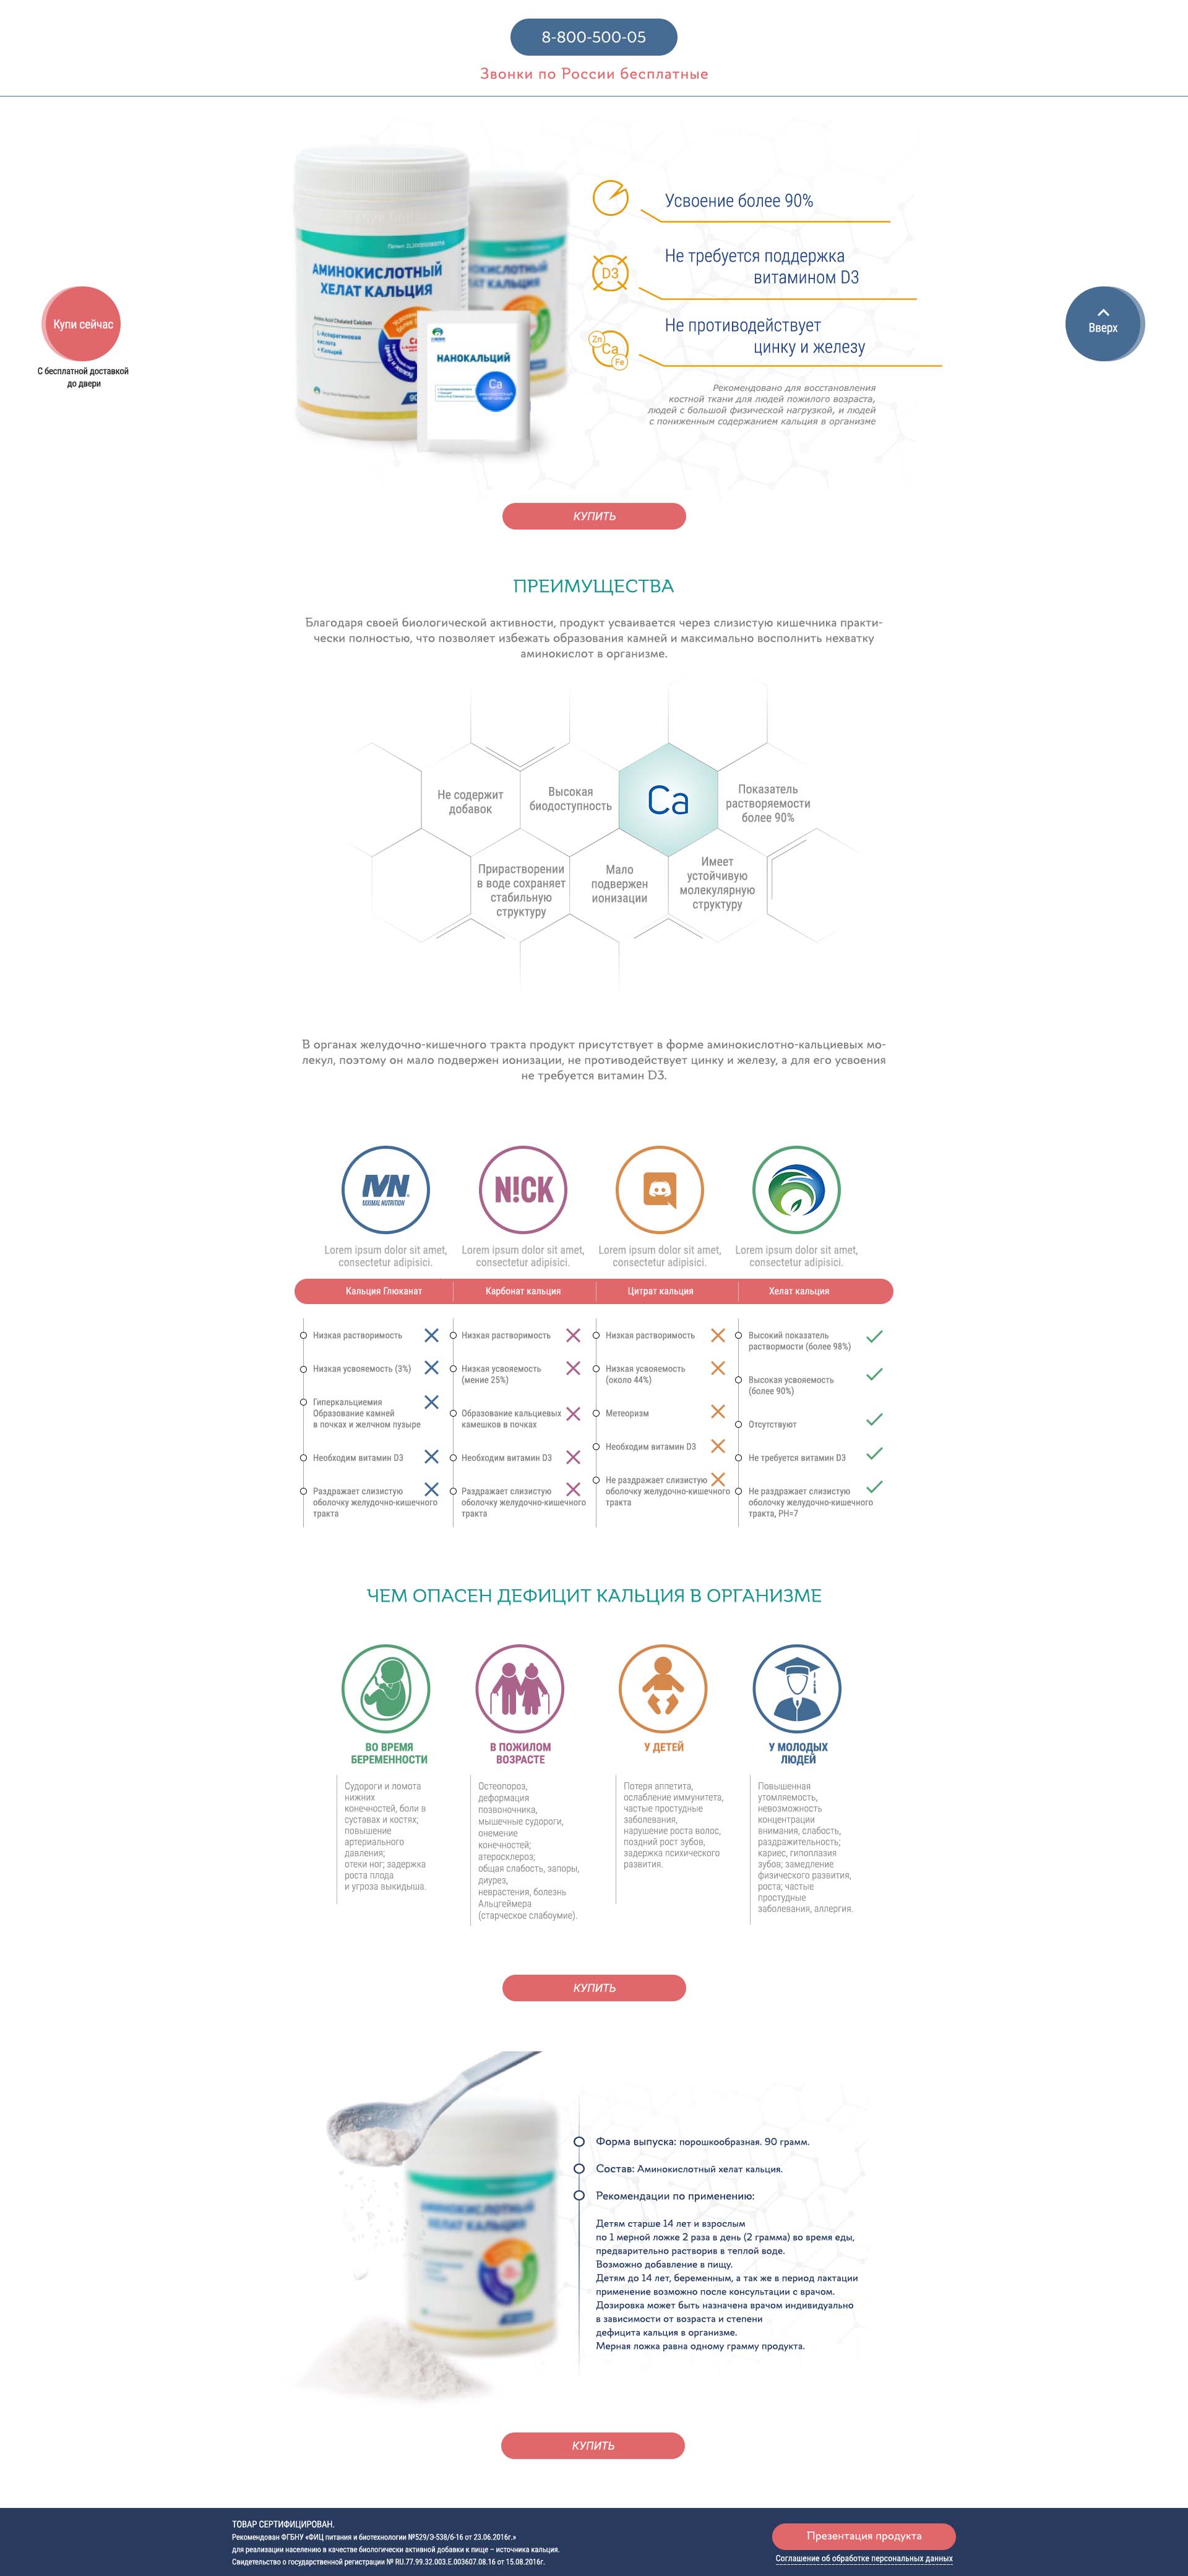 8-800-500-05
Звонки по России бесплатные
АМИНОКИСЛОТНЫЙ
ХЕЛАТ КАЛЬЦИЯ
Amino Acid Chelated Calcium
L-Аспарагиновая
кислота
+ Кальций
НАНОКАЛЬЦИЙ
Ca
Усвоение более 90%
D3
Не требуется поддержка
витамином D3
Zn
Ca
Fe
Не противодействует
цинку и железу
Рекомендовано для восстановления
костной ткани для людей пожилого возраста,
людей с большой физической нагрузкой, и людей
с пониженным содержанием кальция в организме
Купи сейчас
С бесплатной доставкой
до двери
Вверх
КУПИТЬ
ПРЕИМУЩЕСТВА
Благодаря своей биологической активности, продукт усваивается через слизистую кишечника практи-
чески полностью, что позволяет избежать образования камней и максимально восполнить нехватку
аминокислот в организме.
Не содержит
добавок
Высокая
биодоступность
Ca
Показатель
растворяемости
более 90%
Прирастворении
в воде сохраняет
стабильную
структуру
Мало
подвержен
ионизации
Имеет
устойчивую
молекулярную
структуру
В органах желудочно-кишечного тракта продукт присутствует в форме аминокислотно-кальциевых мо-
лекул, поэтому он мало подвержен ионизации, не противодействует цинку и железу, а для его усвоения
не требуется витамин D3.
MN
MAXIMAL NUTRITION
N!CK
Lorem ipsum dolor sit amet,
consectetur adipisici.
Lorem ipsum dolor sit amet,
consectetur adipisici.
Lorem ipsum dolor sit amet,
consectetur adipisici.
Lorem ipsum dolor sit amet,
consectetur adipisici.
Кальция Глюканат
Карбонат кальция
Цитрат кальция
Хелат кальция
Низкая растворимость
Низкая усвояемость (3%)
Гиперкальциемия
Образование камней
в почках и желчном пузыре
Необходим витамин D3
Раздражает слизистую
оболочку желудочно-кишечного
тракта
Низкая растворимость
Низкая усвояемость
(мение 25%)
Образование кальциевых
камешков в почках
Необходим витамин D3
Раздражает слизистую
оболочку желудочно-кишечного
тракта
Низкая растворимость
Низкая усвояемость
(около 44%)
Метеоризм
Необходим витамин D3
Не раздражает слизистую
оболочку желудочно-кишечного
тракта
Высокий показатель
раствормости (более 98%)
Высокая усвояемость
(более 90%)
Отсутствуют
Не требуется витамин D3
Не раздражает слизистую
оболочку желудочно-кишечного
тракта, PH=7
ЧЕМ ОПАСЕН ДЕФИЦИТ КАЛЬЦИЯ В ОРГАНИЗМЕ
ВО ВРЕМЯ
БЕРЕМЕННОСТИ
Судороги и ломота
нижних
конечностей, боли в
суставах и костях;
повышение
артериального
давления;
отеки ног; задержка
роста плода
и угроза выкидыша.
В ПОЖИЛОМ
ВОЗРАСТЕ
Остеопороз,
деформация
позвоночника,
мышечные судороги,
онемение
конечностей;
атеросклероз;
общая слабость, запоры,
диурез,
неврастения, болезнь
Альцгеймера
(старческое слабоумие).
У ДЕТЕЙ
Потеря аппетита,
ослабление иммунитета,
частые простудные
заболевания,
нарушение роста волос,
поздний рост зубов,
задержка психического
развития.
У МОЛОДЫХ
ЛЮДЕЙ
Повышенная
утомляемость,
невозможность
концентрации
внимания, слабость,
раздражительность;
кариес, гипоплазия
зубов; замедление
физического развития,
роста; частые
простудные
заболевания, аллергия.
КУПИТЬ
АМИНОКИСЛОТНЫЙ
ХЕЛАТ КАЛЬЦИЯ
Форма выпуска: порошкообразная. 90 грамм.
Состав: Аминокислотный хелат кальция.
Рекомендации по применению:
Детям старше 14 лет и взрослым
по 1 мерной ложке 2 раза в день (2 грамма) во время еды,
предварительно растворив в теплой воде.
Возможно добавление в пищу.
Детям до 14 лет, беременным, а так же в период лактации
применение возможно после консультации с врачом.
Дозировка может быть назначена врачом индивидуально
в зависимости от возраста и степени
дефицита кальция в организме.
Мерная ложка равна одному грамму продукта.
КУПИТЬ
ТОВАР СЕРТИФИЦИРОВАН.
Рекомендован ФГБНУ «ФИЦ питания и биотехнологии №529/Э-538/б-16 от 23.06.2016г.»
для реализации населению в качестве биологически активной добавки к пище – источника кальция.
Свидетельство о государственной регистрации № RU.77.99.32.003.Е.003607.08.16 от 15.08.2016г.
Презентация продукта
Соглашение об обработке персональных данных